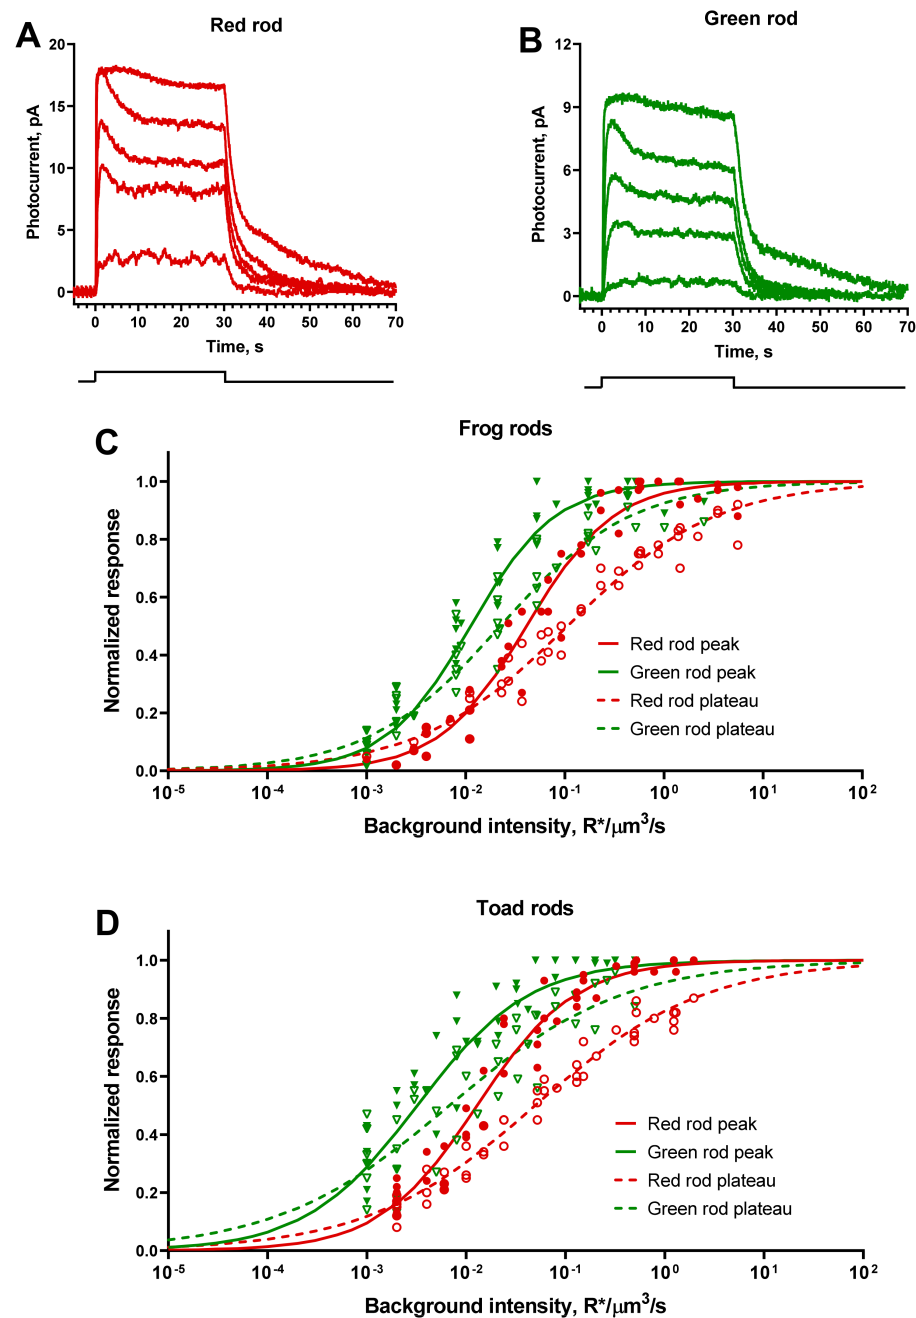 A
Red rod
Photocurrent, pA
20
15
10
5
0
0 10 20 30 40 50 60 70
Time, s
B
Green rod
Photocurrent, pA
12
9
6
3
0
0 10 20 30 40 50 60 70
Time, s
C
Frog rods
Normalized response
1.0
0.8
0.6
0.4
0.2
0.0
Red rod peak
Green rod peak
Red rod plateau
Green rod plateau
10⁻⁵ 10⁻⁴ 10⁻³ 10⁻² 10⁻¹ 10⁰ 10¹ 10²
Background intensity, R*/μm³/s
D
Toad rods
Normalized response
1.0
0.8
0.6
0.4
0.2
0.0
Red rod peak
Green rod peak
Red rod plateau
Green rod plateau
10⁻⁵ 10⁻⁴ 10⁻³ 10⁻² 10⁻¹ 10⁰ 10¹ 10²
Background intensity, R*/μm³/s